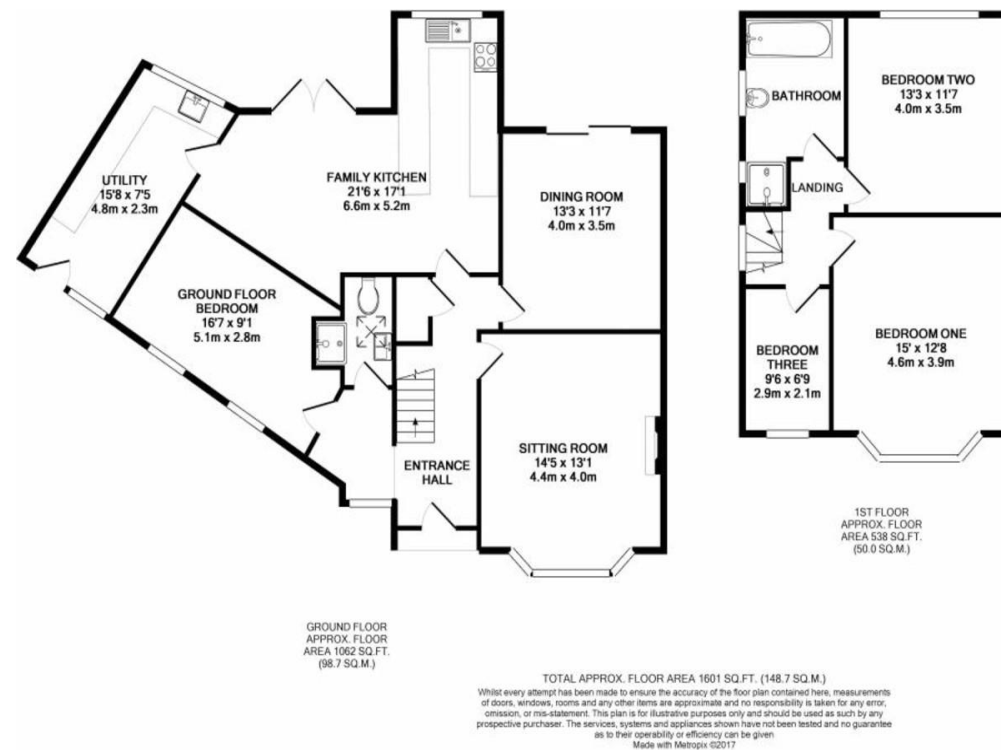 UTILITY
15'8 x 7'5
4.8m x 2.3m
FAMILY KITCHEN
21'6 x 17'1
6.6m x 5.2m
DINING ROOM
13'3 x 11'7
4.0m x 3.5m
GROUND FLOOR
BEDROOM
16'7 x 9'1
5.1m x 2.8m
ENTRANCE
HALL
SITTING ROOM
14'5 x 13'1
4.4m x 4.0m
GROUND FLOOR
APPROX. FLOOR
AREA 1062 SQ.FT.
(98.7 SQ.M.)
BATHROOM
BEDROOM TWO
13'3 x 11'7
4.0m x 3.5m
LANDING
BEDROOM
THREE
9'6 x 6'9
2.9m x 2.1m
BEDROOM ONE
15' x 12'8
4.6m x 3.9m
1ST FLOOR
APPROX. FLOOR
AREA 538 SQ.FT.
(50.0 SQ.M.)
TOTAL APPROX. FLOOR AREA 1601 SQ.FT. (148.7 SQ.M.)
Whilst every attempt has been made to ensure the accuracy of the floor plan contained here, measurements
of doors, windows, rooms and any other items are approximate and no responsibility is taken for any error,
omission, or mis-statement. This plan is for illustrative purposes only and should be used as such by any
prospective purchaser. The services, systems and appliances shown have not been tested and no guarantee
as to their operability or efficiency can be given
Made with Metropix ©2017